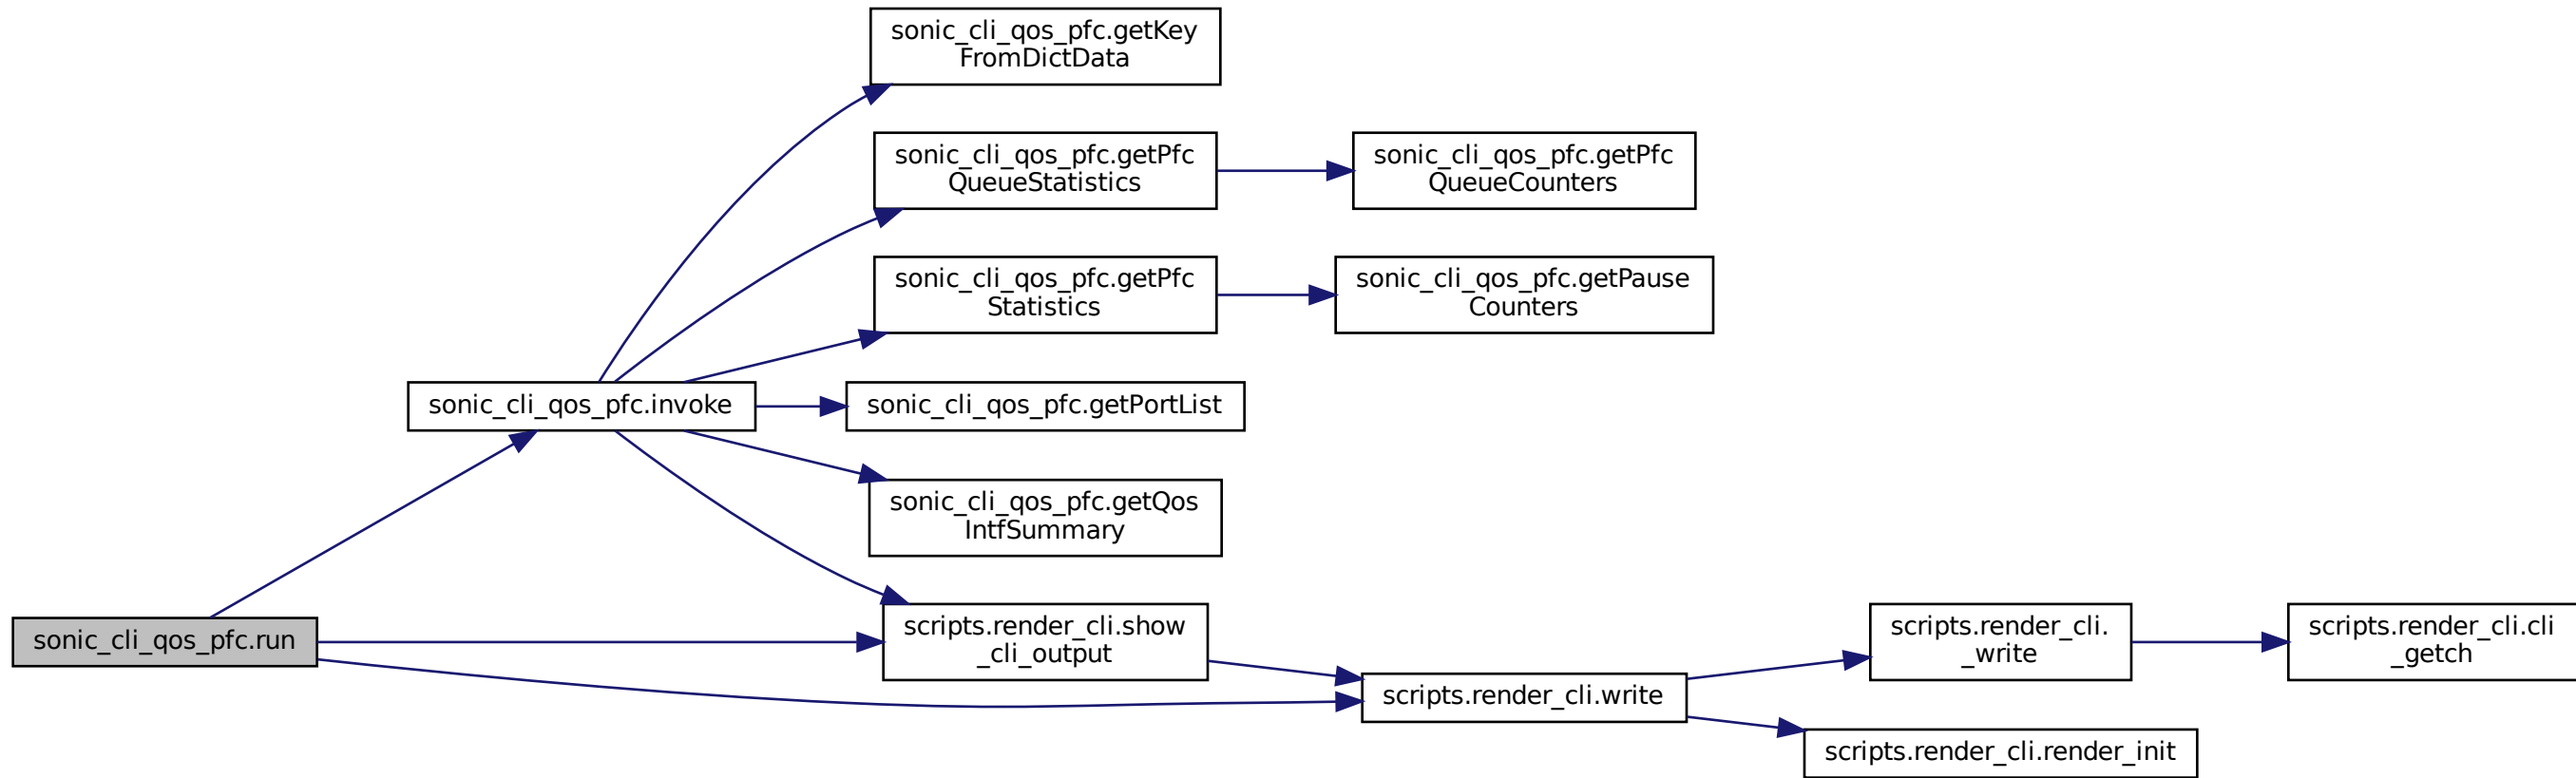 sonic_cli_qos_pfc.getKey
FromDictData
sonic_cli_qos_pfc.getPfc
QueueStatistics
sonic_cli_qos_pfc.getPfc
QueueCounters
sonic_cli_qos_pfc.getPfc
Statistics
sonic_cli_qos_pfc.getPause
Counters
sonic_cli_qos_pfc.invoke
sonic_cli_qos_pfc.getPortList
sonic_cli_qos_pfc.getQos
IntfSummary
sonic_cli_qos_pfc.run
scripts.render_cli.show
_cli_output
scripts.render_cli.write
scripts.render_cli.
_write
scripts.render_cli.cli
_getch
scripts.render_cli.render_init